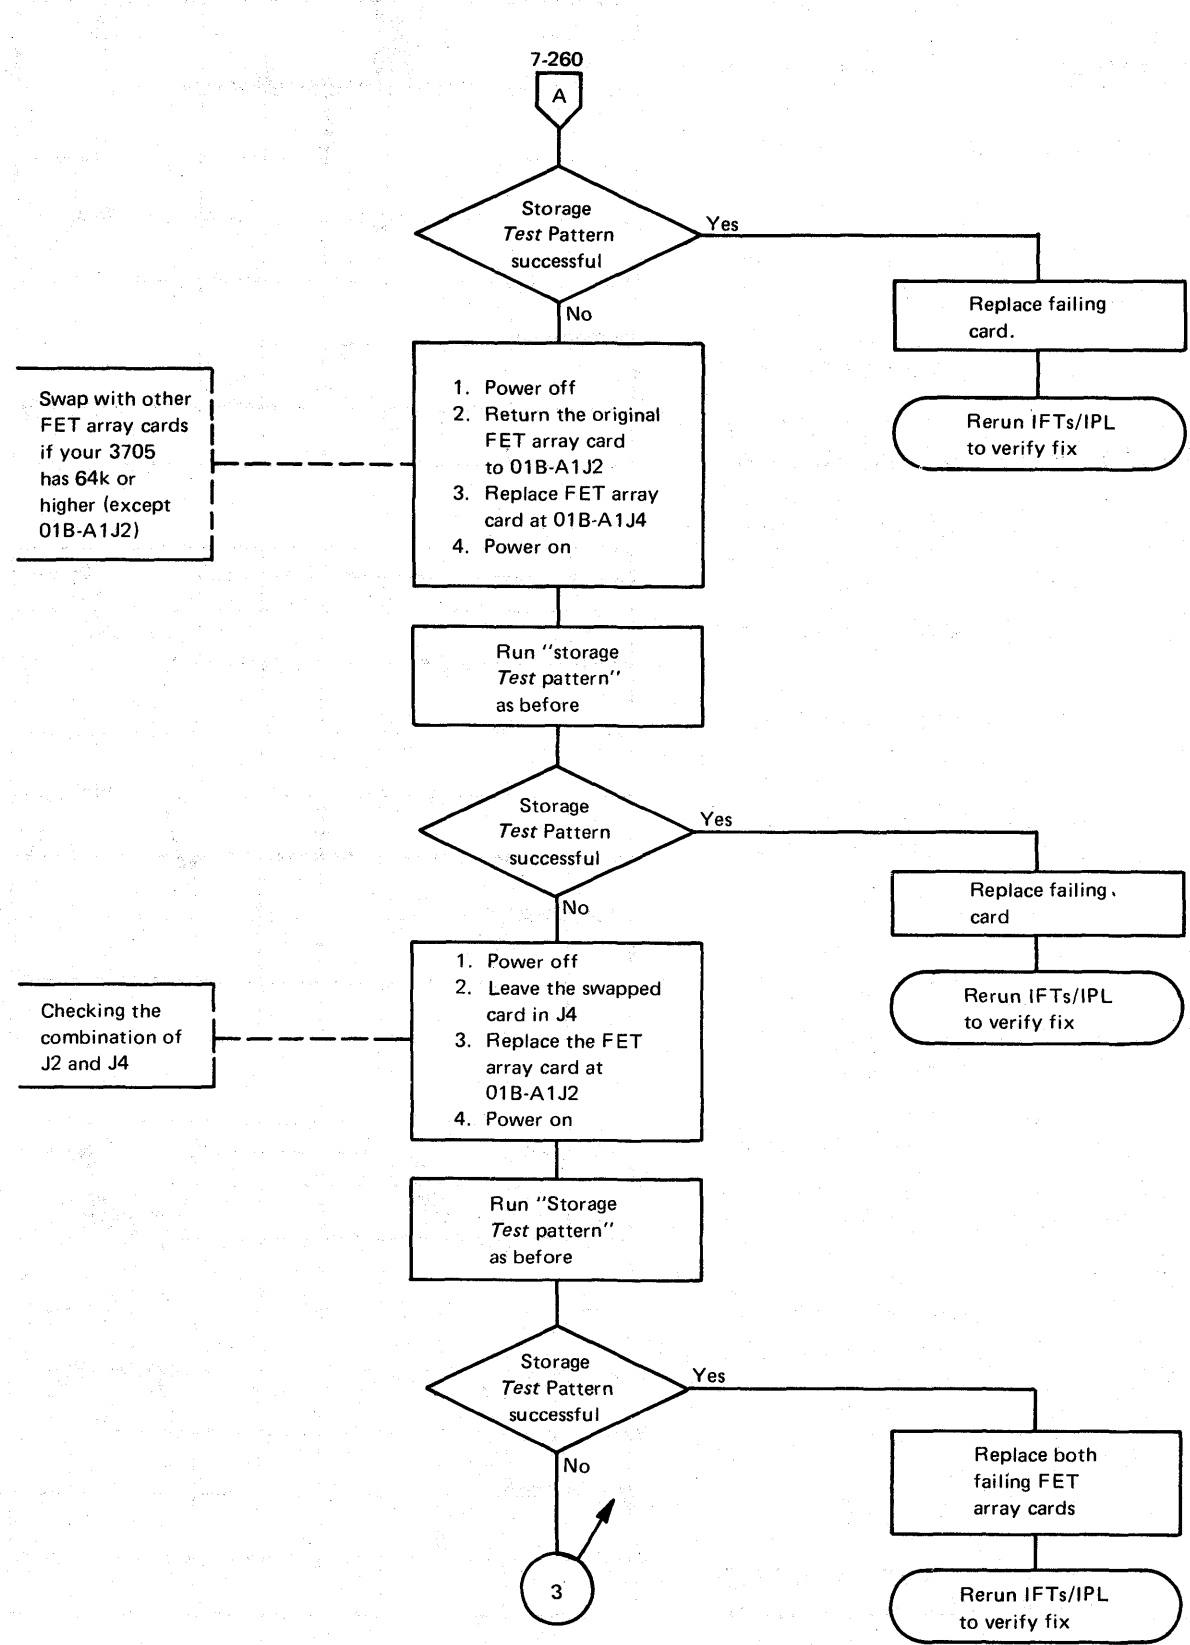 7-260
A
Storage
Test Pattern
successful
Yes
No
Replace failing
card.
Rerun IFTs/IPL
to verify fix
Swap with other
FET array cards
if your 3705
has 64k or
higher (except
01B-A1J2)
1. Power off
2. Return the original
FET array card
to 01B-A1J2
3. Replace FET array
card at 01B-A1J4
4. Power on
Run "storage
Test pattern"
as before
Storage
Test Pattern
successful
Yes
No
Replace failing
card
Rerun IFTs/IPL
to verify fix
Checking the
combination of
J2 and J4
1. Power off
2. Leave the swapped
card in J4
3. Replace the FET
array card at
01B-A1J2
4. Power on
Run "Storage
Test pattern"
as before
Storage
Test Pattern
successful
Yes
No
Replace both
failing FET
array cards
Rerun IFTs/IPL
to verify fix
3